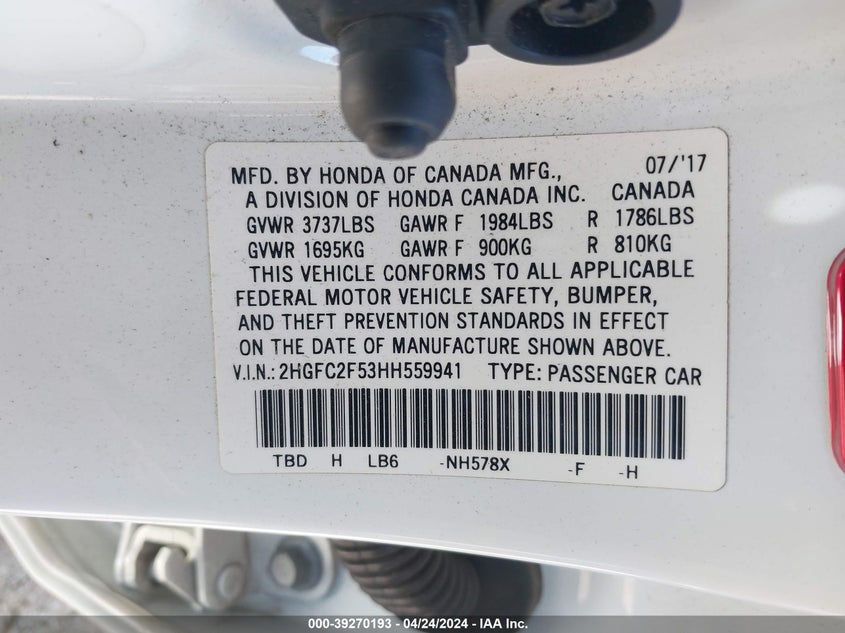 MFD. BY HONDA OF CANADA MFG., 07/'17
A DIVISION OF HONDA CANADA INC. CANADA
GVWR 3737LBS GAWR F 1984LBS R 1786LBS
GVWR 1695KG GAWR F 900KG R 810KG
THIS VEHICLE CONFORMS TO ALL APPLICABLE
FEDERAL MOTOR VEHICLE SAFETY, BUMPER,
AND THEFT PREVENTION STANDARDS IN EFFECT
ON THE DATE OF MANUFACTURE SHOWN ABOVE.
V.I.N.: 2HGFC2F53HH559941 TYPE: PASSENGER CAR
TBD H LB6 -NH578X -F -H
000-39270193 - 04/24/2024 - IAA Inc.